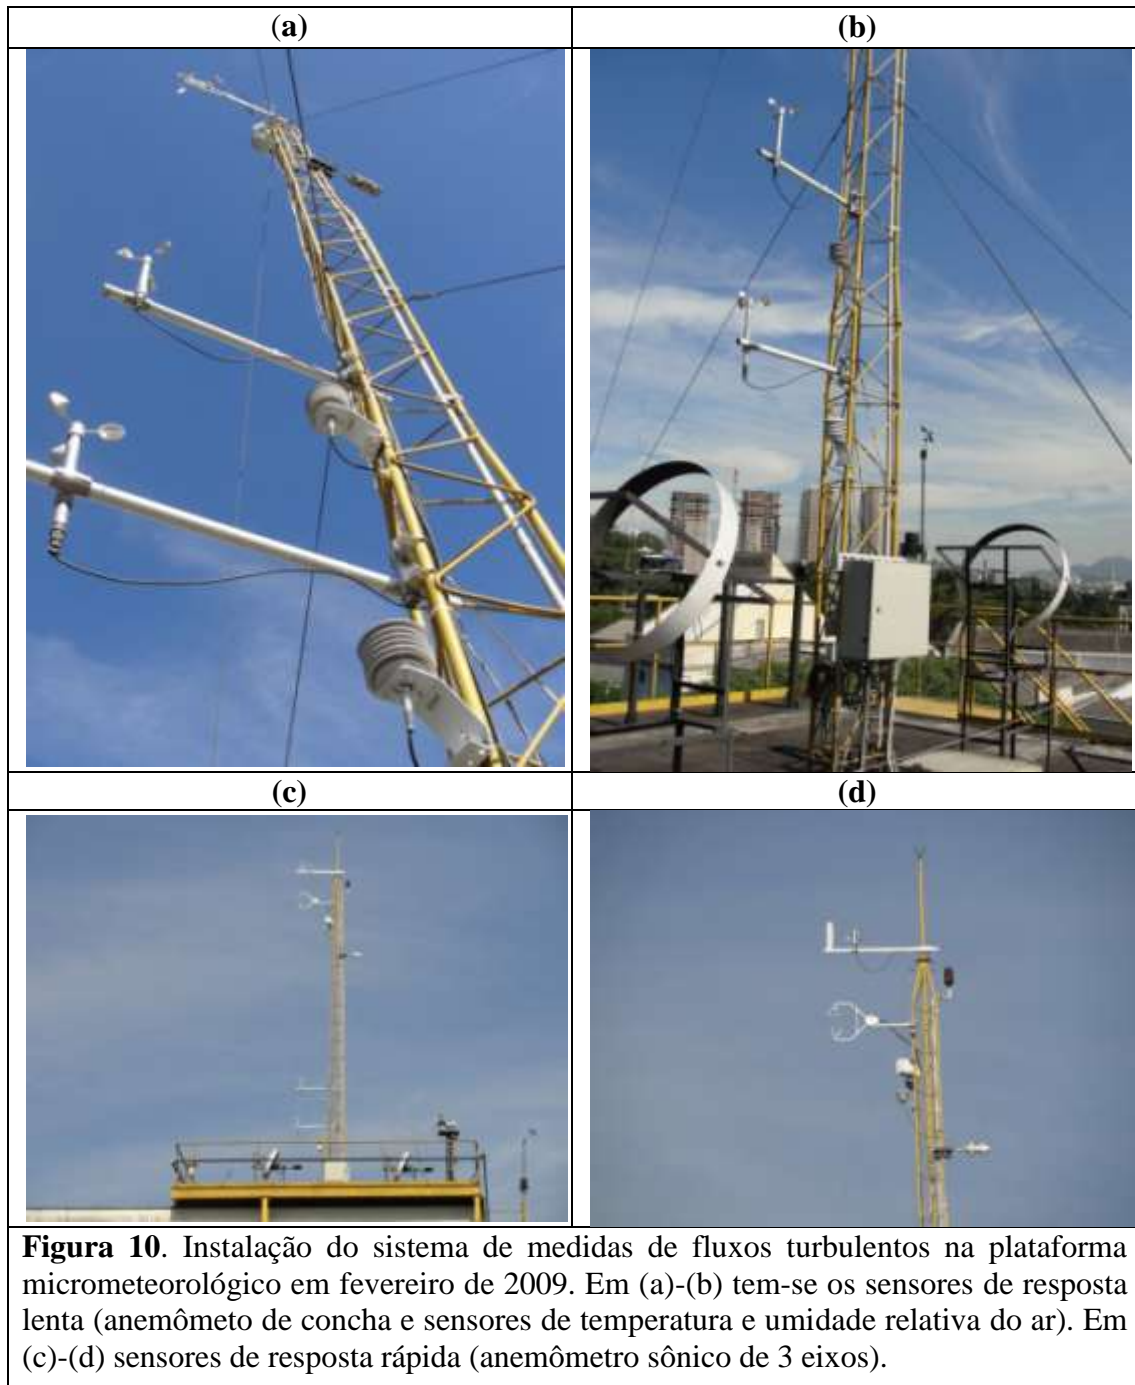 (a)
(b)
(c)
(d)
Figura 10. Instalação do sistema de medidas de fluxos turbulentos na plataforma
micrometeorológico em fevereiro de 2009. Em (a)-(b) tem-se os sensores de resposta
lenta (anemômeto de concha e sensores de temperatura e umidade relativa do ar). Em
(c)-(d) sensores de resposta rápida (anemômetro sônico de 3 eixos).